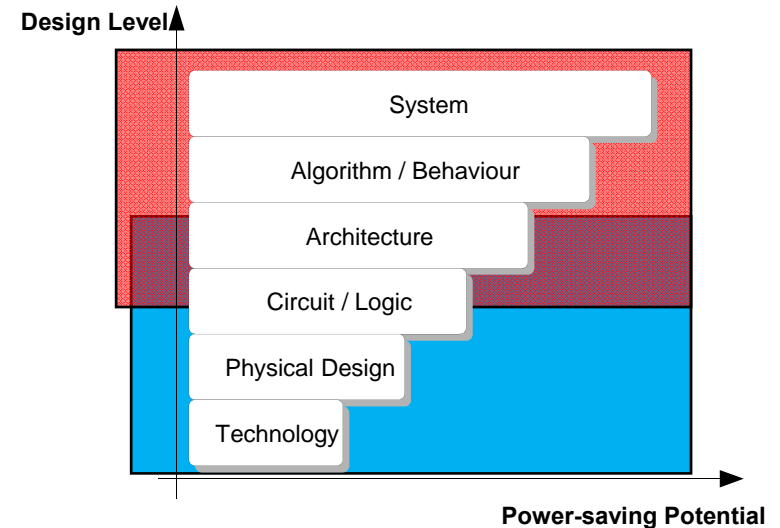 Design Level
System
Algorithm / Behaviour
Architecture
Circuit / Logic
Physical Design
Technology
Power-saving Potential